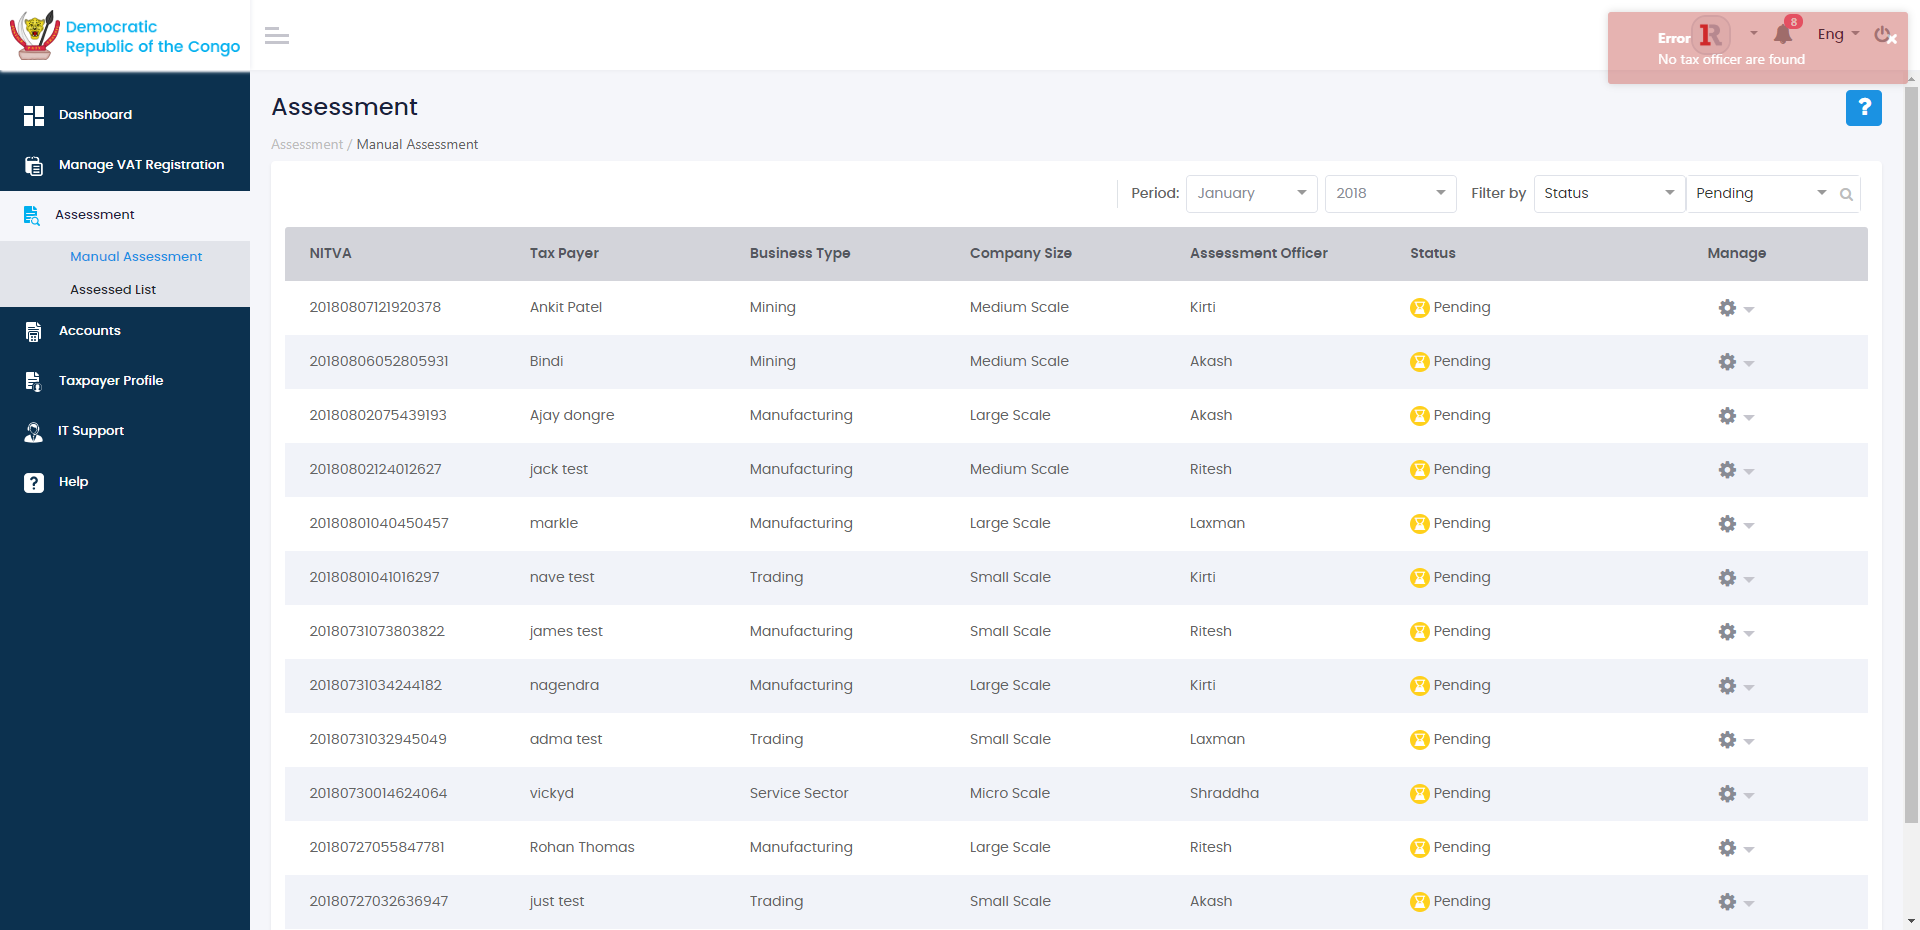 Democratic
Republic of the Congo
Error
8
Eng
No tax officer are found
Dashboard
Manage VAT Registration
Assessment
Manual Assessment
Assessed List
Accounts
Taxpayer Profile
IT Support
Help
Assessment
?
Assessment / Manual Assessment
Period: January 2018 Filter by Status Pending
NITVA Tax Payer Business Type Company Size Assessment Officer Status Manage
20180807121920378 Ankit Patel Mining Medium Scale Kirti Pending
20180806052805931 Bindi Mining Medium Scale Akash Pending
20180802075439193 Ajay dongre Manufacturing Large Scale Akash Pending
20180802124012627 jack test Manufacturing Medium Scale Ritesh Pending
20180801040450457 markle Manufacturing Large Scale Laxman Pending
20180801041016297 nave test Trading Small Scale Kirti Pending
20180731073803822 james test Manufacturing Small Scale Ritesh Pending
20180731034244182 nagendra Manufacturing Large Scale Kirti Pending
20180731032945049 adma test Trading Small Scale Laxman Pending
20180730014624064 vickyd Service Sector Micro Scale Shraddha Pending
20180727055847781 Rohan Thomas Manufacturing Large Scale Ritesh Pending
20180727032636947 just test Trading Small Scale Akash Pending